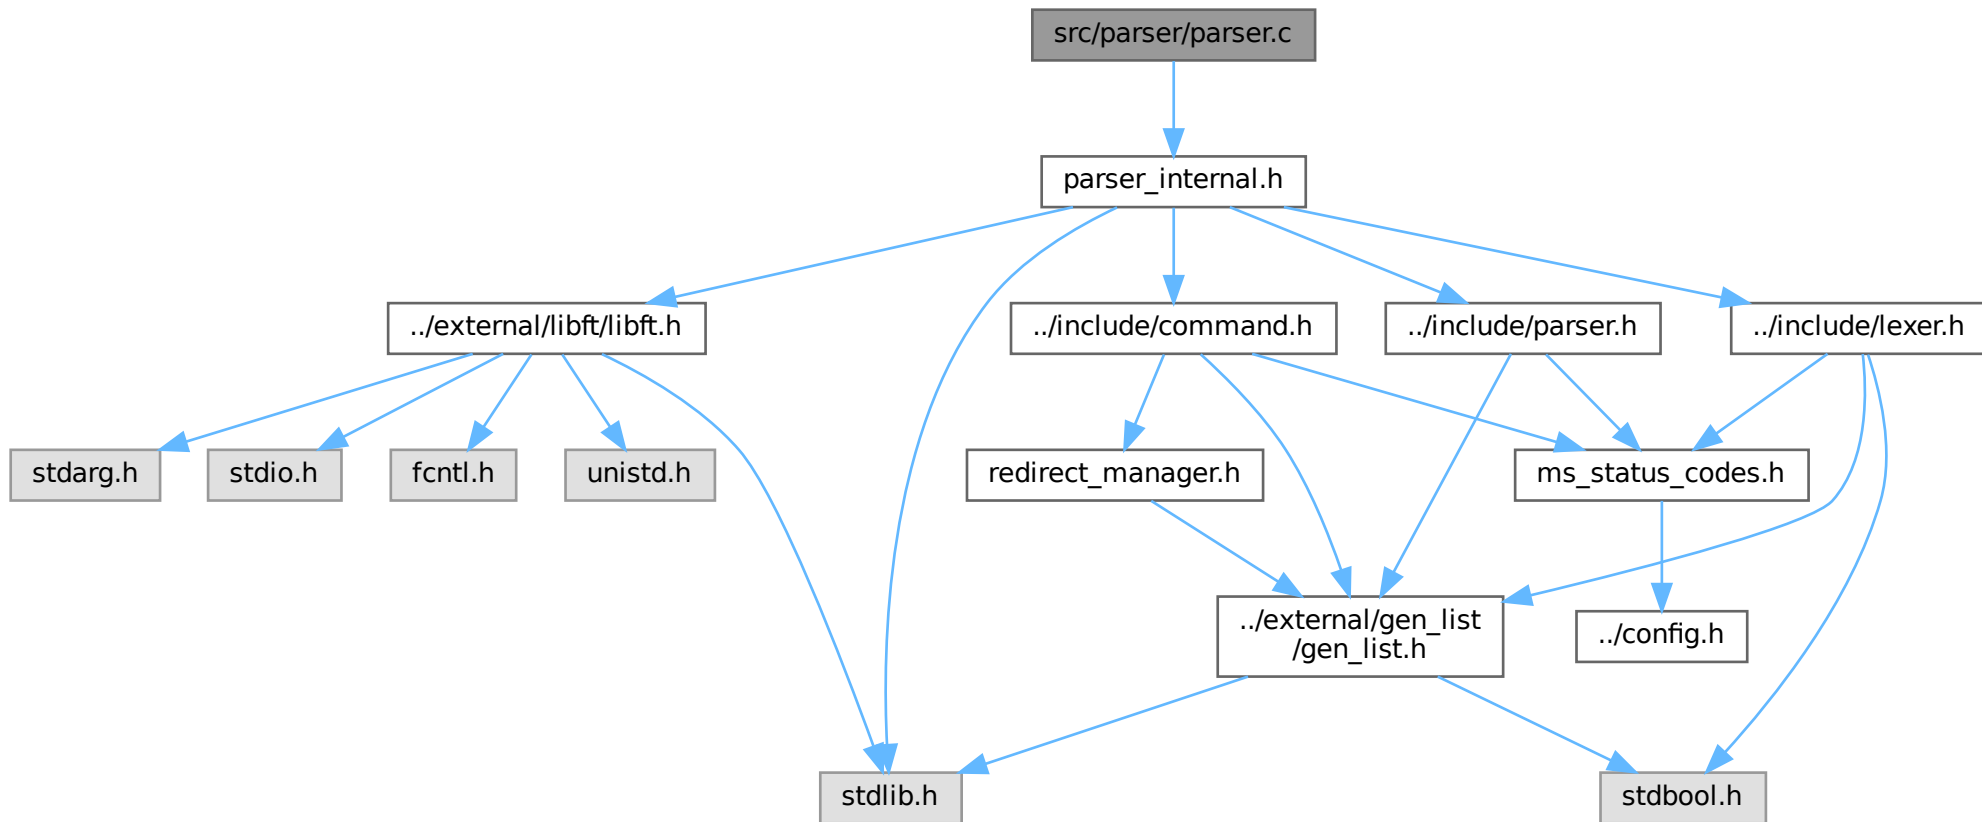 src/parser/parser.c
parser_internal.h
../external/libft/libft.h
../include/command.h
../include/parser.h
../include/lexer.h
stdarg.h
stdio.h
fcntl.h
unistd.h
redirect_manager.h
ms_status_codes.h
../external/gen_list
/gen_list.h
../config.h
stdlib.h
stdbool.h